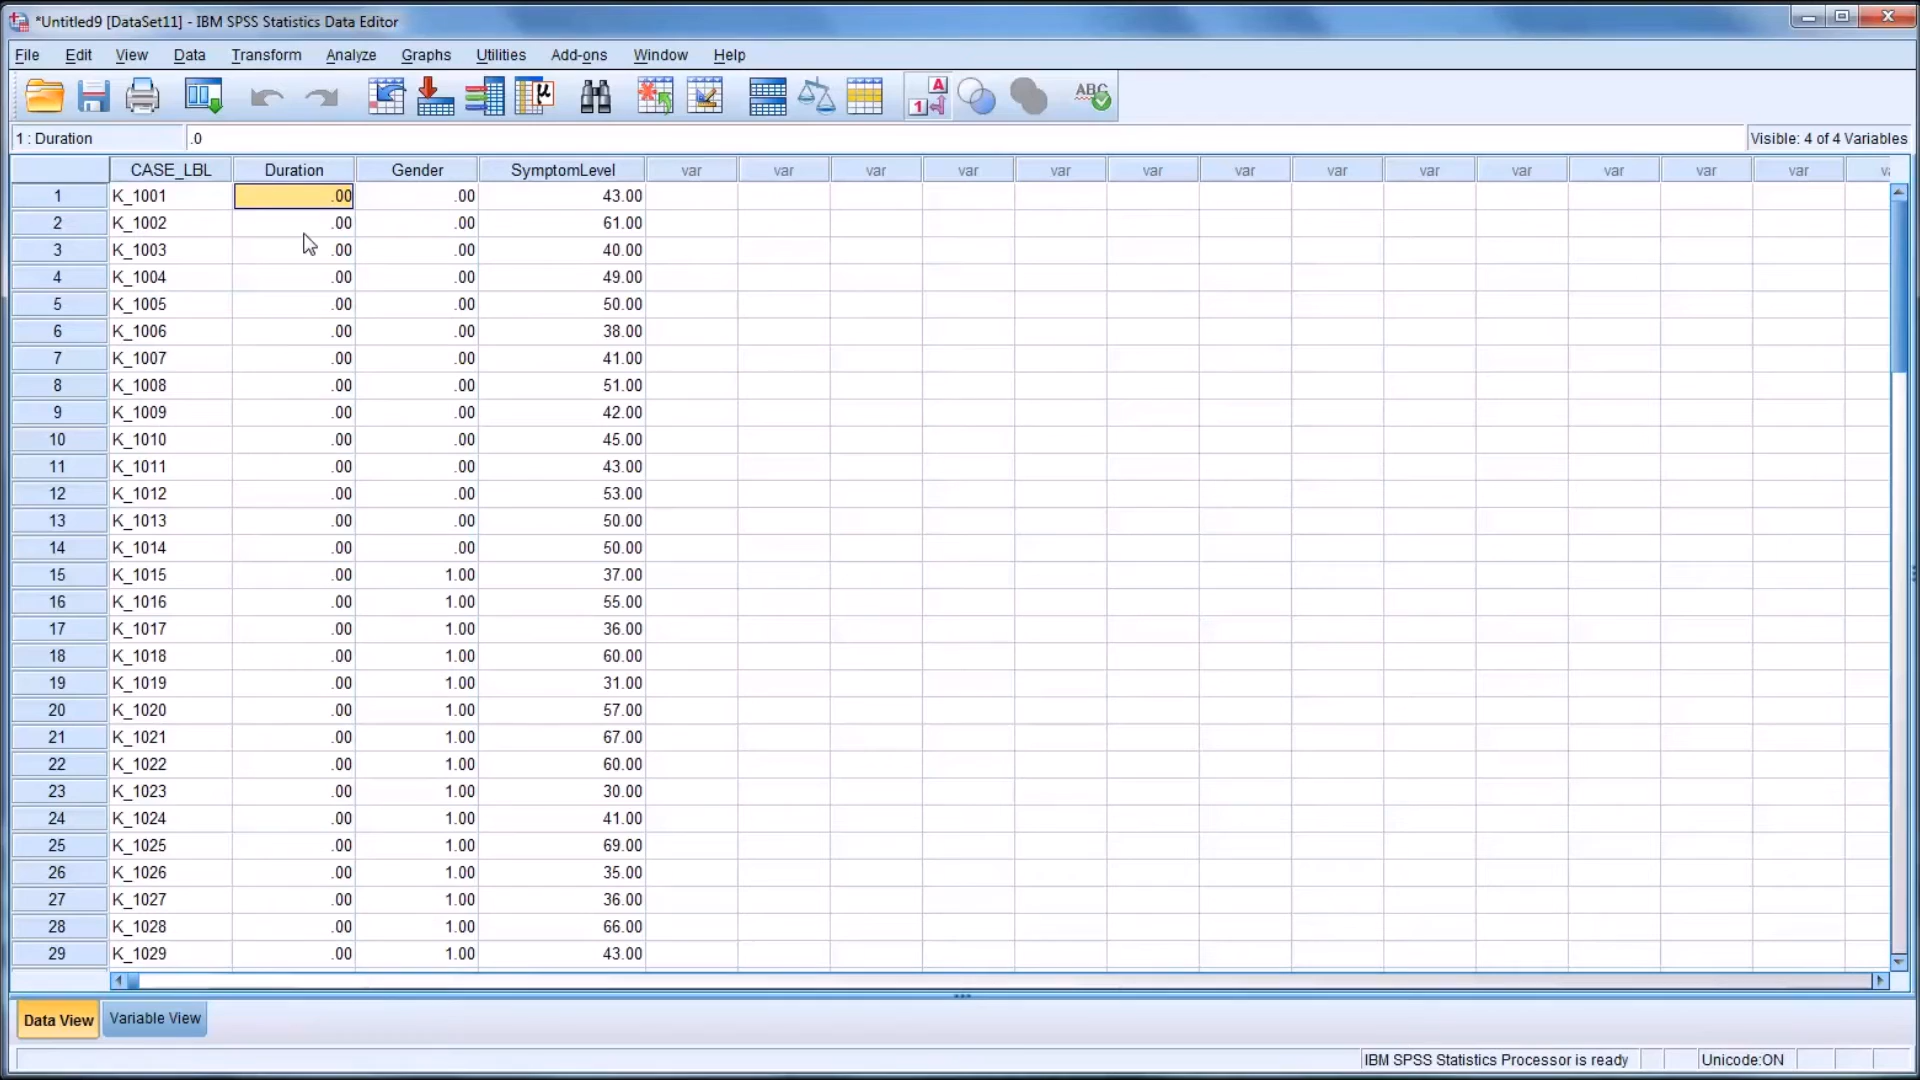 *Untitled9 [DataSet11] - IBM SPSS Statistics Data Editor
File Edit View Data Transform Analyze Graphs Utilities Add-ons Window Help
1 : Duration .0 Visible: 4 of 4 Variables
CASE_LBL Duration Gender SymptomLevel var var var var var var var var var var var var var
1 K_1001 .00 .00 43.00
2 K_1002 .00 .00 61.00
3 K_1003 .00 .00 40.00
4 K_1004 .00 .00 49.00
5 K_1005 .00 .00 50.00
6 K_1006 .00 .00 38.00
7 K_1007 .00 .00 41.00
8 K_1008 .00 .00 51.00
9 K_1009 .00 .00 42.00
10 K_1010 .00 .00 45.00
11 K_1011 .00 .00 43.00
12 K_1012 .00 .00 53.00
13 K_1013 .00 .00 50.00
14 K_1014 .00 .00 50.00
15 K_1015 .00 1.00 37.00
16 K_1016 .00 1.00 55.00
17 K_1017 .00 1.00 36.00
18 K_1018 .00 1.00 60.00
19 K_1019 .00 1.00 31.00
20 K_1020 .00 1.00 57.00
21 K_1021 .00 1.00 67.00
22 K_1022 .00 1.00 60.00
23 K_1023 .00 1.00 30.00
24 K_1024 .00 1.00 41.00
25 K_1025 .00 1.00 69.00
26 K_1026 .00 1.00 35.00
27 K_1027 .00 1.00 36.00
28 K_1028 .00 1.00 66.00
29 K_1029 .00 1.00 43.00
Data View Variable View
IBM SPSS Statistics Processor is ready Unicode:ON